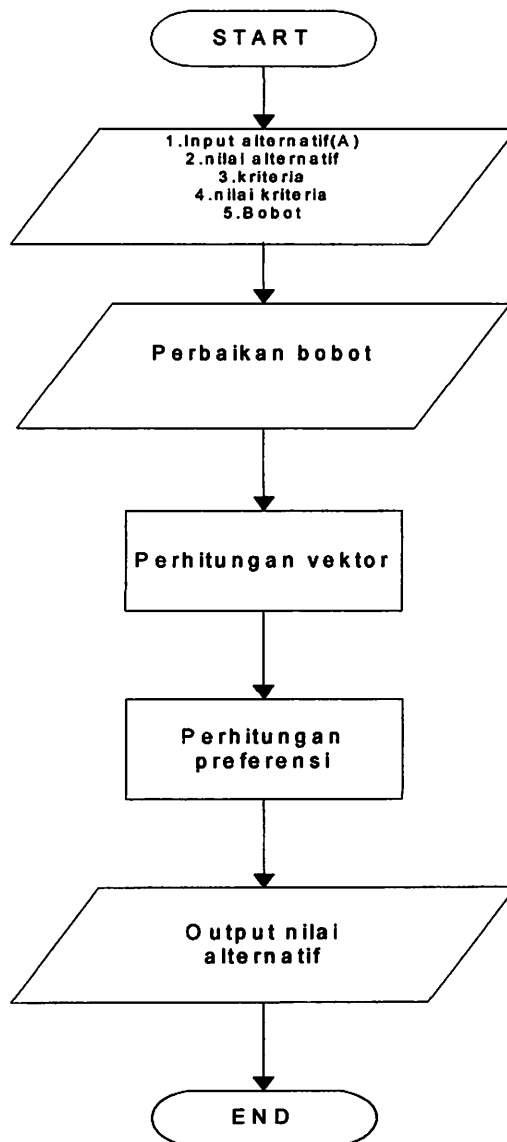 START
1.Input alternatif(A)
2.nilai alternatif
3.kriteria
4.nilai kriteria
5.Bobot
Perbaikan bobot
Perhitungan vektor
Perhitungan
preferensi
Output nilai
alternatif
END